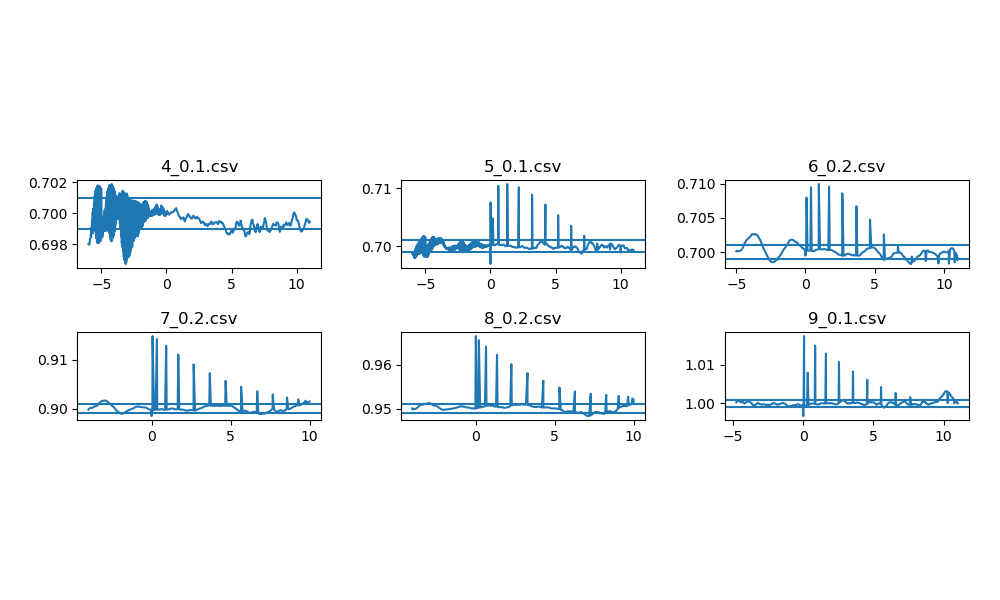 4_0.1.csv 5_0.1.csv 6_0.2.csv
0.702 0.71 0.710
0.700 0.705
0.698 0.70 0.700
−5 0 5 10 −5 0 5 10 −5 0 5 10
7_0.2.csv 8_0.2.csv 9_0.1.csv
0.91 0.96 1.01
0.90 0.95 1.00
0 5 10 0 5 10 −5 0 5 10